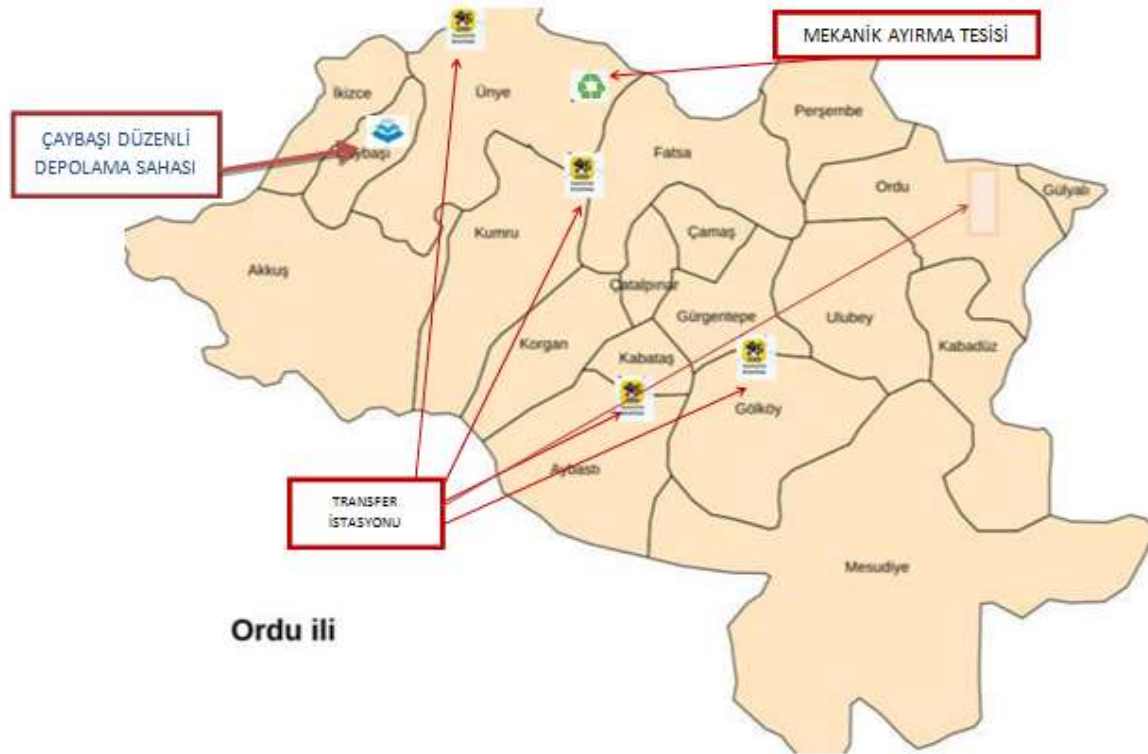 MEKANİK AYIRMA TESİSİ
İkizce
Ünye
Perşembe
ÇAYBAŞI DÜZENLİ
DEPOLAMA SAHASI
Fatsa
Ordu
Gülyalı
Kumru
Çamaş
Akkuş
Çatalpınar
Gürgentepe
Ulubey
Korgan
Kabataş
Kabadüz
Gölköy
Aybastı
TRANSFER
İSTASYONU
Mesudiye
Ordu ili